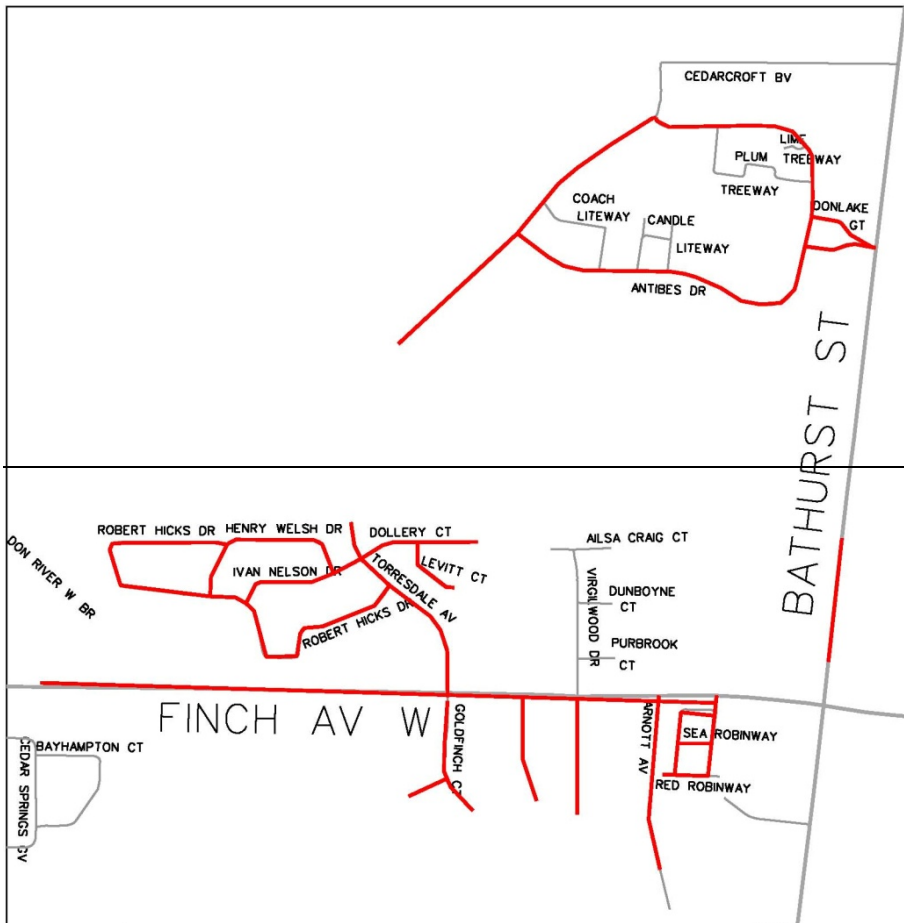 CEDARCROFT BV
LIME
TREEWAY
PLUM
TREEWAY
COACH
LITEWAY
CANDLE
LITEWAY
DONLAKE
GT
ANTIBES DR
BATHURST ST
ROBERT HICKS DR
HENRY WELSH DR
DOLLERY CT
AILSA CRAIG CT
DON RIVER W BR
IVAN NELSON DR
LEVITT CT
TORRESDALE AV
VIRGILWOOD DR
DUNBOYNE
CT
ROBERT HICKS DR
PURBROOK
CT
FINCH AV W
GOLDFINCH CT
ARNOTT AV
SEA ROBINWAY
RED ROBINWAY
BAYHAMPTON CT
CEDAR SPRINGS GV